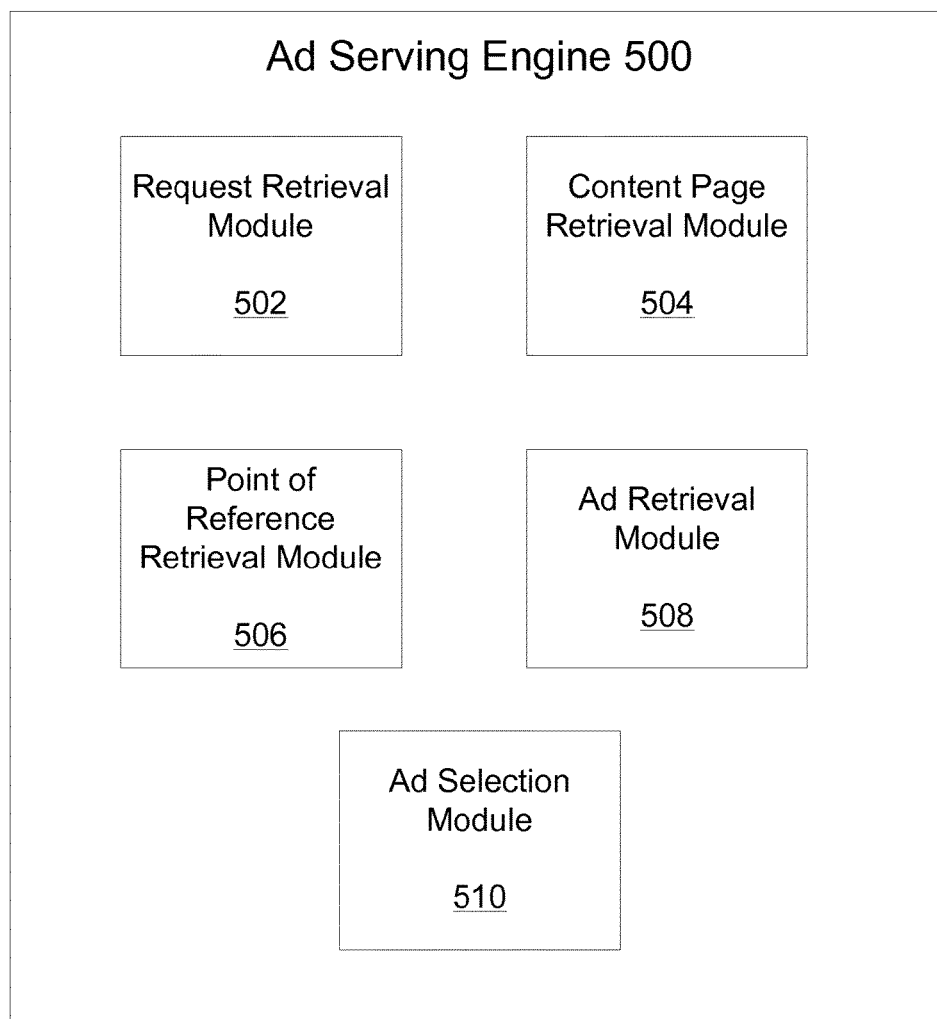 Ad Serving Engine 500
Request Retrieval
Module
502
Content Page
Retrieval Module
504
Point of
Reference
Retrieval Module
506
Ad Retrieval
Module
508
Ad Selection
Module
510